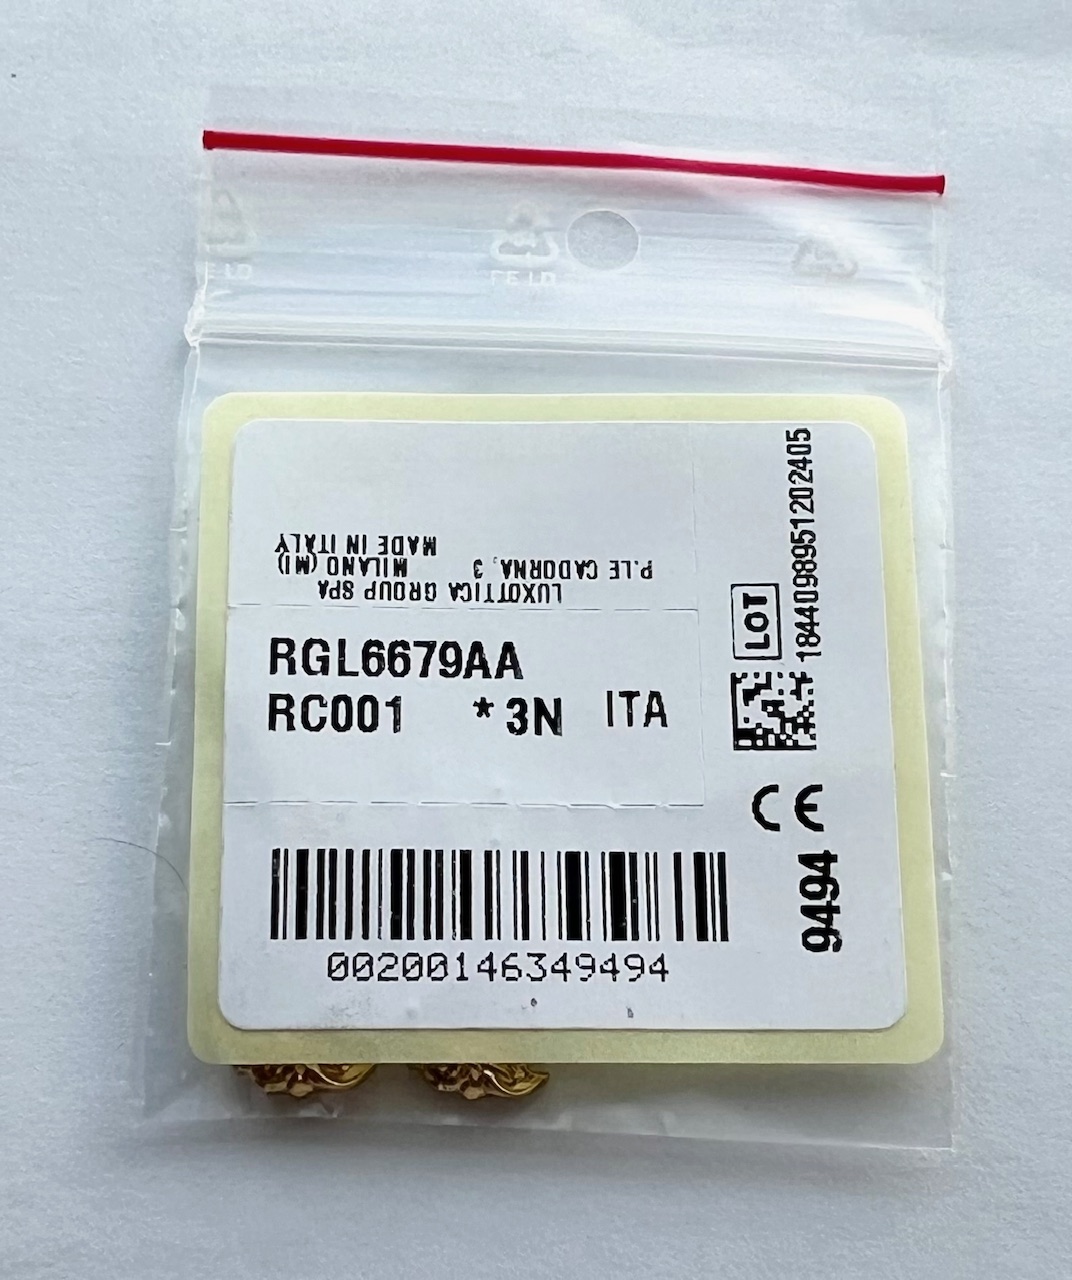 LUXOTTICA GROUP SPA
P.LE CADORNA, 3 MILANO (MI)
MADE IN ITALY
RGL6679AA
RC001 *3N ITA
LOT
1844098951202405
CE
9494
00200146349494